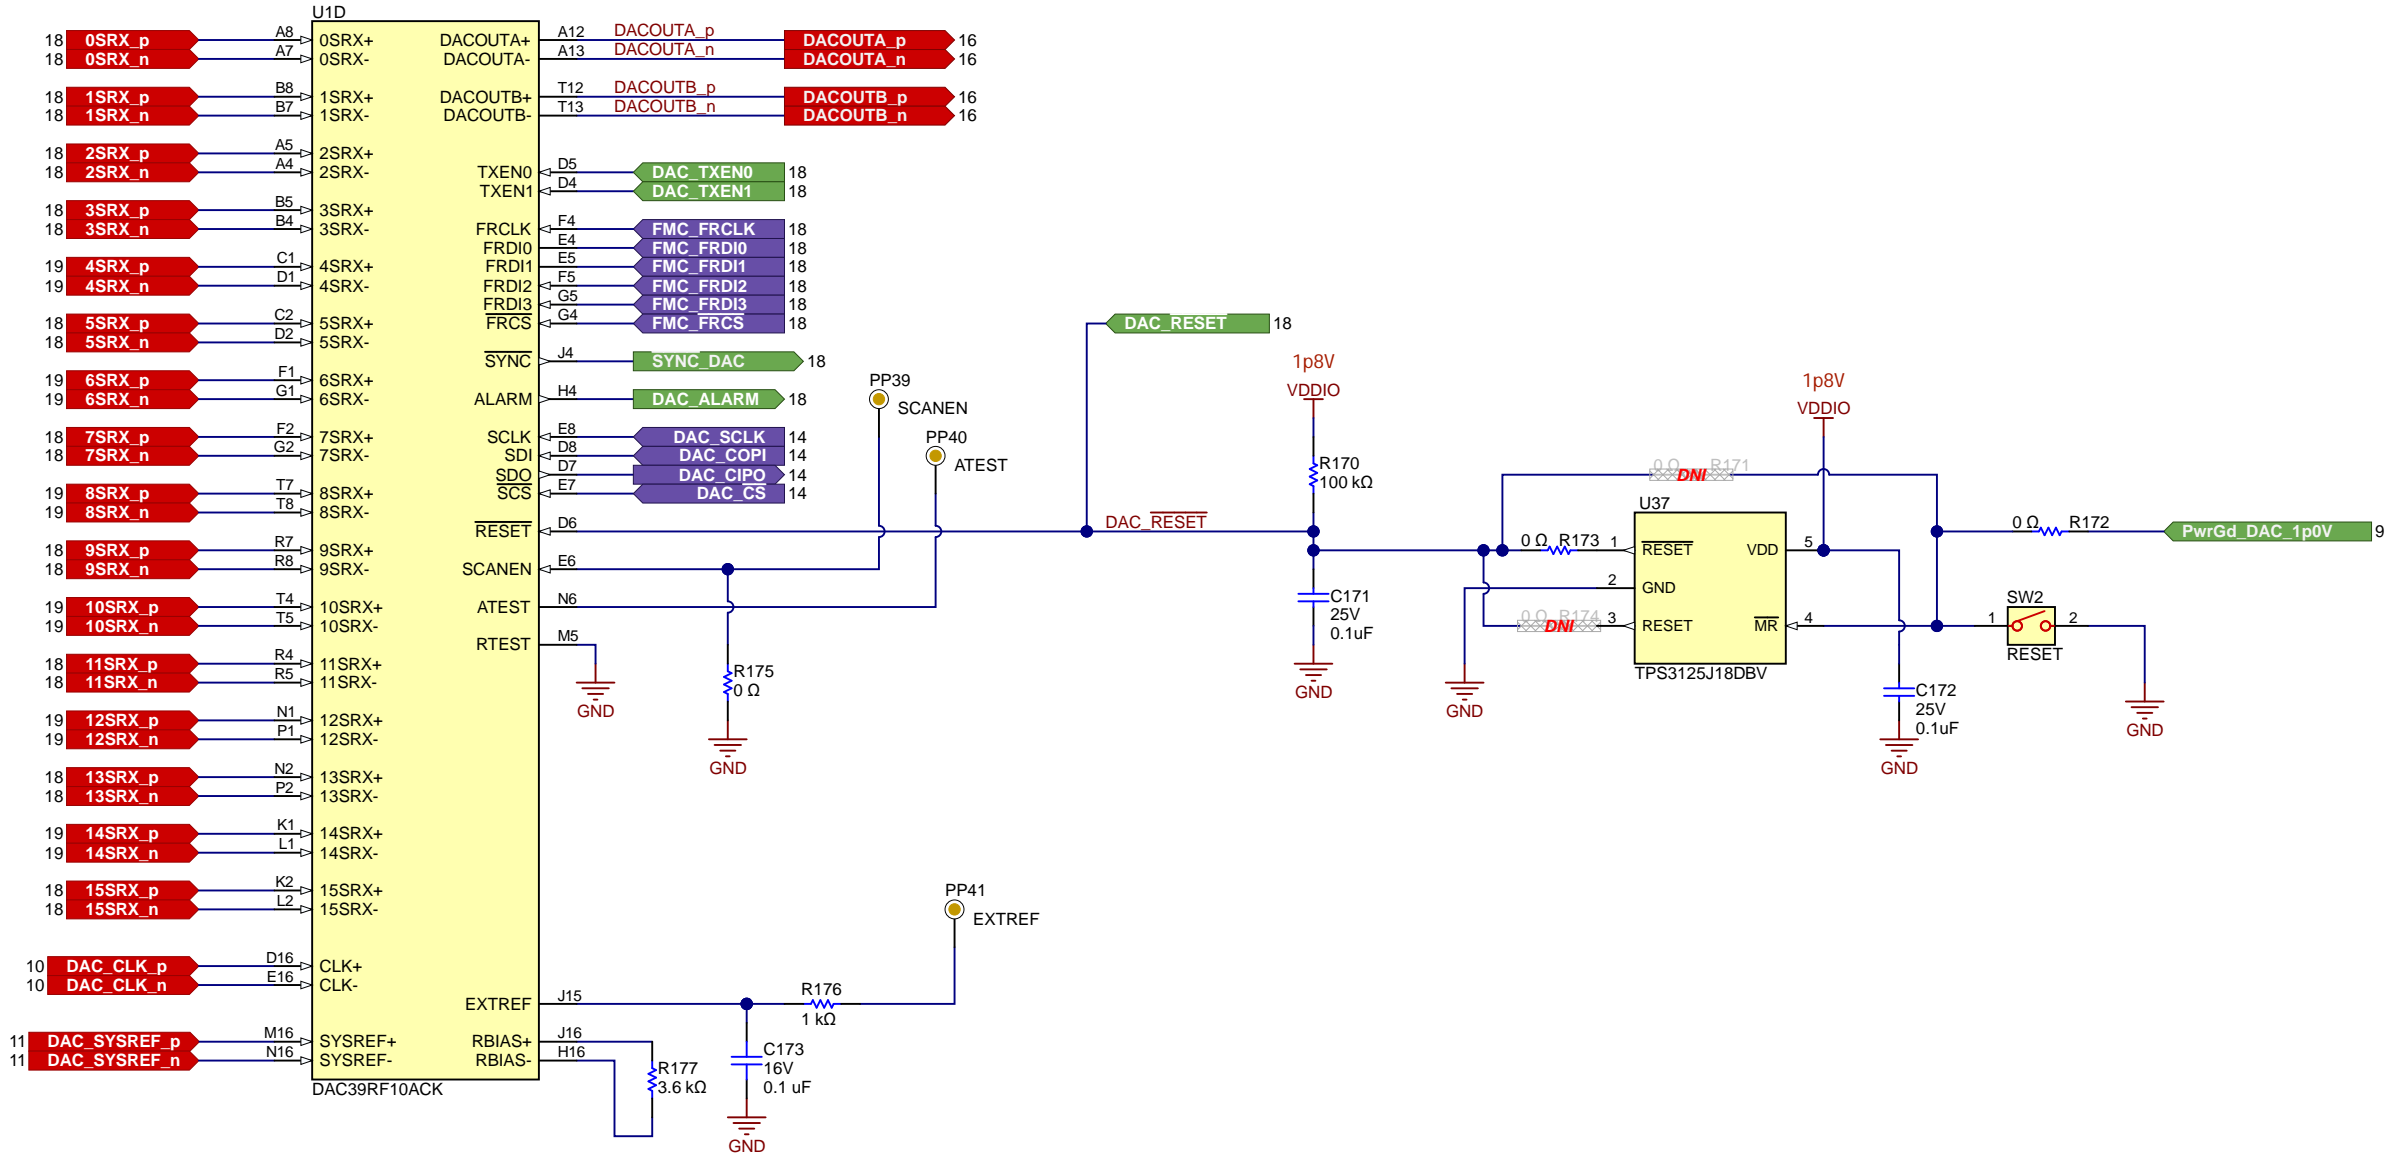 U1D
18 0SRX_p A8 0SRX+ DACOUTA+ A12 DACOUTA_p DACOUTA_p 16
18 0SRX_n A7 0SRX- DACOUTA- A13 DACOUTA_n DACOUTA_n 16
18 1SRX_p B8 1SRX+ DACOUTB+ T12 DACOUTB_p DACOUTB_p 16
18 1SRX_n B7 1SRX- DACOUTB- T13 DACOUTB_n DACOUTB_n 16
18 2SRX_p A5 2SRX+
18 2SRX_n A4 2SRX- TXEN0 D5 DAC_TXEN0 18
TXEN1 D4 DAC_TXEN1 18
18 3SRX_p B5 3SRX+
18 3SRX_n B4 3SRX- FRCLK F4 FMC_FRCLK 18
FRDI0 E4 FMC_FRDI0 18
19 4SRX_p C1 4SRX+ FRDI1 E5 FMC_FRDI1 18
19 4SRX_n D1 4SRX- FRDI2 F5 FMC_FRDI2 18
FRDI3 G5 FMC_FRDI3 18
18 5SRX_p C2 5SRX+ FRCS G4 FMC_FRCS 18 DAC_RESET 18
18 5SRX_n D2 5SRX-
SYNC J4 SYNC_DAC 18 1p8V
19 6SRX_p F1 6SRX+ PP39 1p8V
19 6SRX_n G1 6SRX- ALARM H4 DAC_ALARM 18 SCANEN VDDIO VDDIO
18 7SRX_p F2 7SRX+ SCLK E8 DAC_SCLK 14 PP40
18 7SRX_n G2 7SRX- SDI D8 DAC_COPI 14 ATEST R170 0 Ω R171
SDO D7 DAC_CIPO 14 100 kΩ DNI
19 8SRX_p T7 8SRX+ SCS E7 DAC_CS 14
19 8SRX_n T8 8SRX- U37
RESET D6 DAC_RESET 0 Ω R172 PwrGd_DAC_1p0V 9
18 9SRX_p R7 9SRX+ 0 Ω R173 1 RESET VDD 5
18 9SRX_n R8 9SRX- SCANEN E6
2 GND
19 10SRX_p T4 10SRX+ ATEST N6 C171 SW2
19 10SRX_n T5 10SRX- 25V 0 Ω R174 DNI 3 RESET MR 4 1 2
0.1uF
RTEST M5 RESET
18 11SRX_p R4 11SRX+ R175 TPS3125J18DBV
18 11SRX_n R5 11SRX- 0 Ω GND C172
GND GND 25V
19 12SRX_p N1 12SRX+ 0.1uF GND
19 12SRX_n P1 12SRX-
GND GND
18 13SRX_p N2 13SRX+
18 13SRX_n P2 13SRX-
19 14SRX_p K1 14SRX+
19 14SRX_n L1 14SRX-
18 15SRX_p K2 15SRX+ PP41
18 15SRX_n L2 15SRX- EXTREF
10 DAC_CLK_p D16 CLK+
10 DAC_CLK_n E16 CLK-
EXTREF J15 R176
1 kΩ
11 DAC_SYSREF_p M16 SYSREF+ RBIAS+ J16
11 DAC_SYSREF_n N16 SYSREF- RBIAS- H16 C173
R177 16V
DAC39RF10ACK 3.6 kΩ 0.1 uF
GND